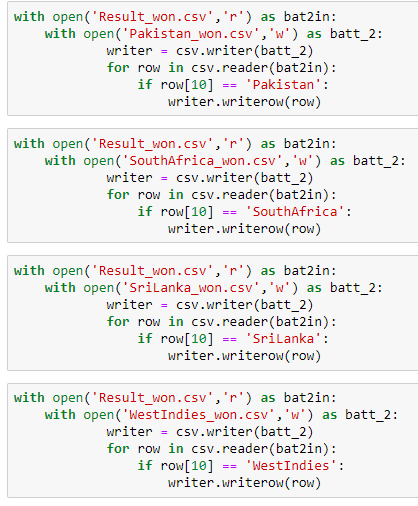 with open('Result_won.csv','r') as bat2in:
    with open('Pakistan_won.csv','w') as batt_2:
            writer = csv.writer(batt_2)
            for row in csv.reader(bat2in):
                if row[10] == 'Pakistan':
                    writer.writerow(row)
with open('Result_won.csv','r') as bat2in:
    with open('SouthAfrica_won.csv','w') as batt_2:
            writer = csv.writer(batt_2)
            for row in csv.reader(bat2in):
                if row[10] == 'SouthAfrica':
                    writer.writerow(row)
with open('Result_won.csv','r') as bat2in:
    with open('SriLanka_won.csv','w') as batt_2:
            writer = csv.writer(batt_2)
            for row in csv.reader(bat2in):
                if row[10] == 'SriLanka':
                    writer.writerow(row)
with open('Result_won.csv','r') as bat2in:
    with open('WestIndies_won.csv','w') as batt_2:
            writer = csv.writer(batt_2)
            for row in csv.reader(bat2in):
                if row[10] == 'WestIndies':
                    writer.writerow(row)